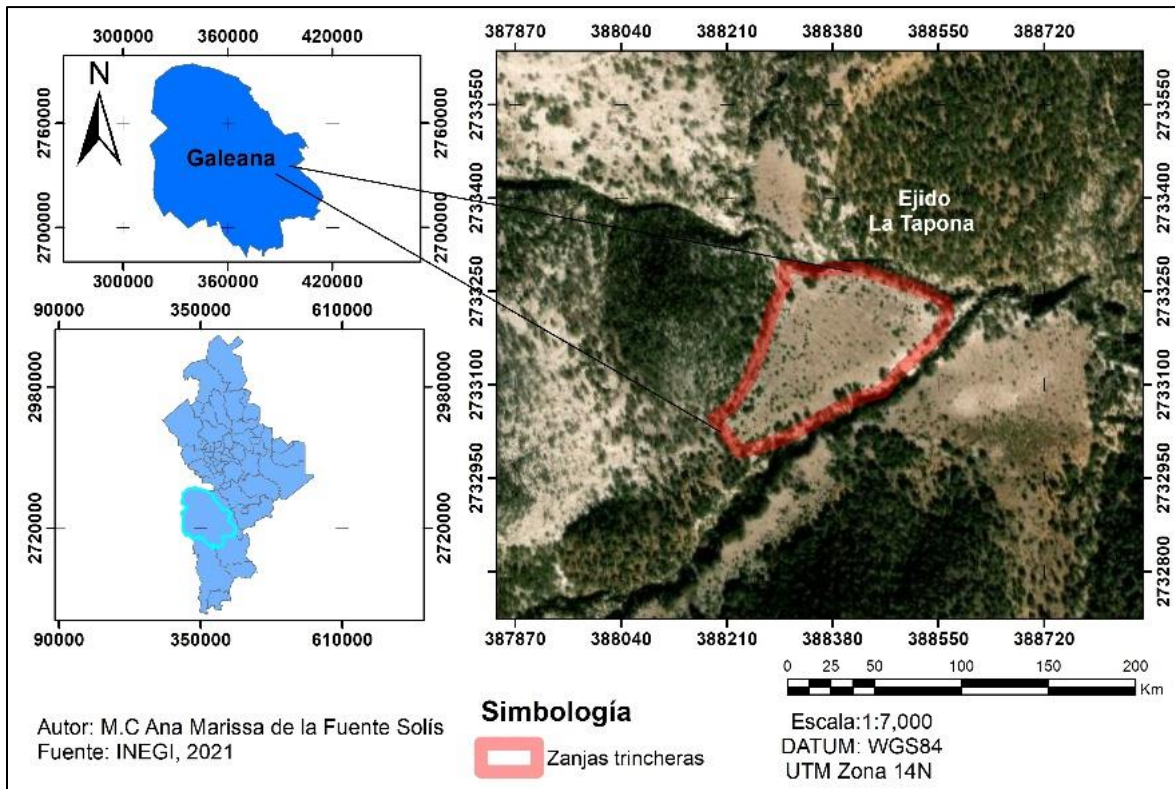 300000 360000 420000
N
2760000 2760000
Galeana
2700000 2700000
300000 360000 420000
90000 350000 610000
2980000 2980000
2720000 2720000
90000 350000 610000
387870 388040 388210 388380 388550 388720
2733550 2733550
2733400 2733400
Ejido
La Tapona
2733250 2733250
2733100 2733100
2732950 2732950
2732800 2732800
387870 388040 388210 388380 388550 388720
0 25 50 100 150 200
Km
Autor: M.C Ana Marissa de la Fuente Solís
Fuente: INEGI, 2021
Simbología
Zanjas trincheras
Escala:1:7,000
DATUM: WGS84
UTM Zona 14N